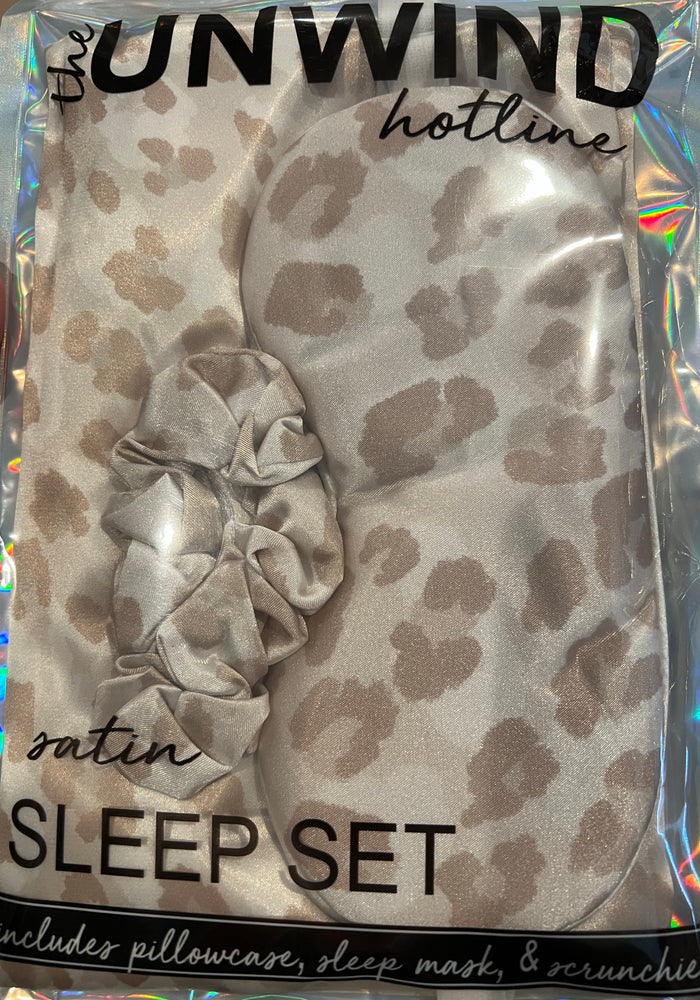 the UNWIND
hotline
satin
SLEEP SET
includes pillowcase, sleep mask, & scrunchie